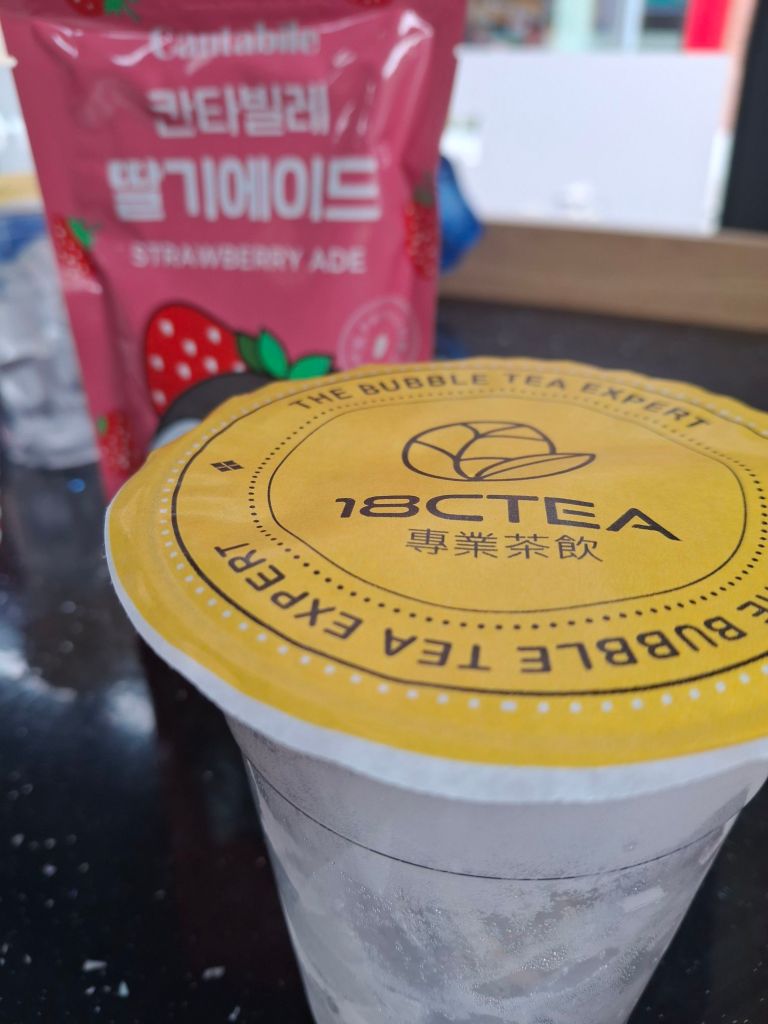 Cantabile
칸타빌레
딸기에이드
STRAWBERRY ADE
THE BUBBLE TEA EXPERT
18CTEA
專業茶飲
THE BUBBLE TEA EXPERT